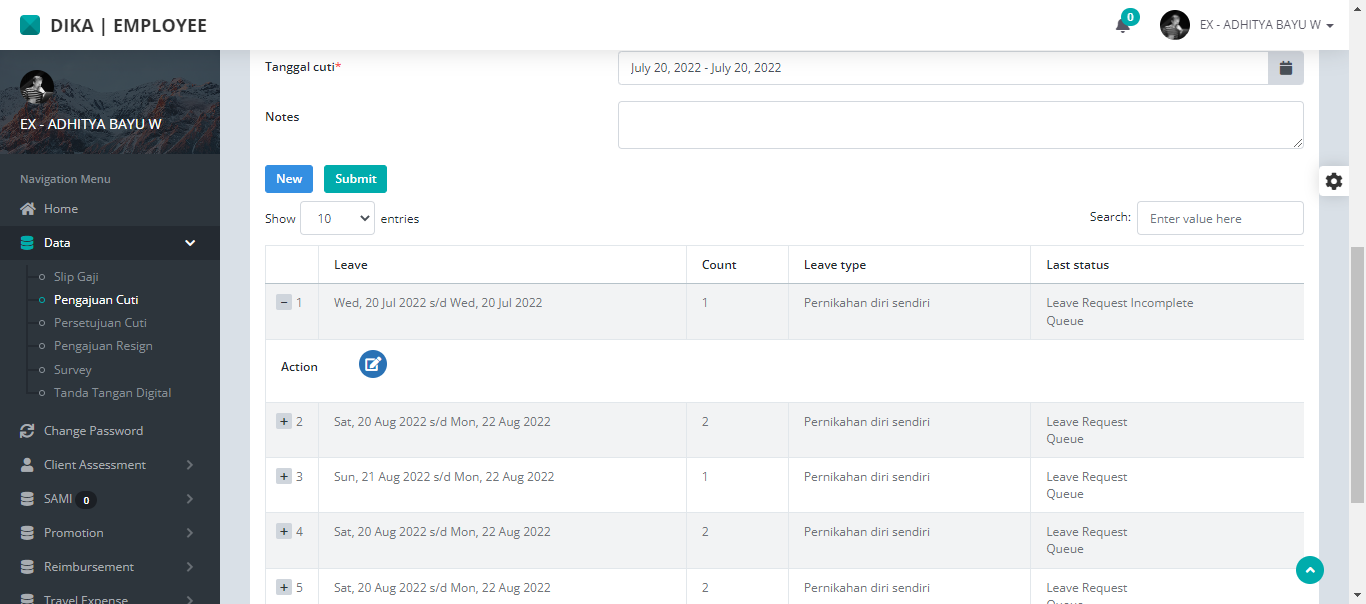 DIKA | EMPLOYEE
0
EX - ADHITYA BAYU W
EX - ADHITYA BAYU W
Navigation Menu
Home
Data
Slip Gaji
Pengajuan Cuti
Persetujuan Cuti
Pengajuan Resign
Survey
Tanda Tangan Digital
Change Password
Client Assessment
SAMI 0
Promotion
Reimbursement
Travel Expense
Tanggal cuti*
July 20, 2022 - July 20, 2022
Notes
New Submit
Show 10 entries
Search: Enter value here
Leave Count Leave type Last status
− 1 Wed, 20 Jul 2022 s/d Wed, 20 Jul 2022 1 Pernikahan diri sendiri Leave Request Incomplete
Queue
Action
+ 2 Sat, 20 Aug 2022 s/d Mon, 22 Aug 2022 2 Pernikahan diri sendiri Leave Request
Queue
+ 3 Sun, 21 Aug 2022 s/d Mon, 22 Aug 2022 1 Pernikahan diri sendiri Leave Request
Queue
+ 4 Sat, 20 Aug 2022 s/d Mon, 22 Aug 2022 2 Pernikahan diri sendiri Leave Request
Queue
+ 5 Sat, 20 Aug 2022 s/d Mon, 22 Aug 2022 2 Pernikahan diri sendiri Leave Request